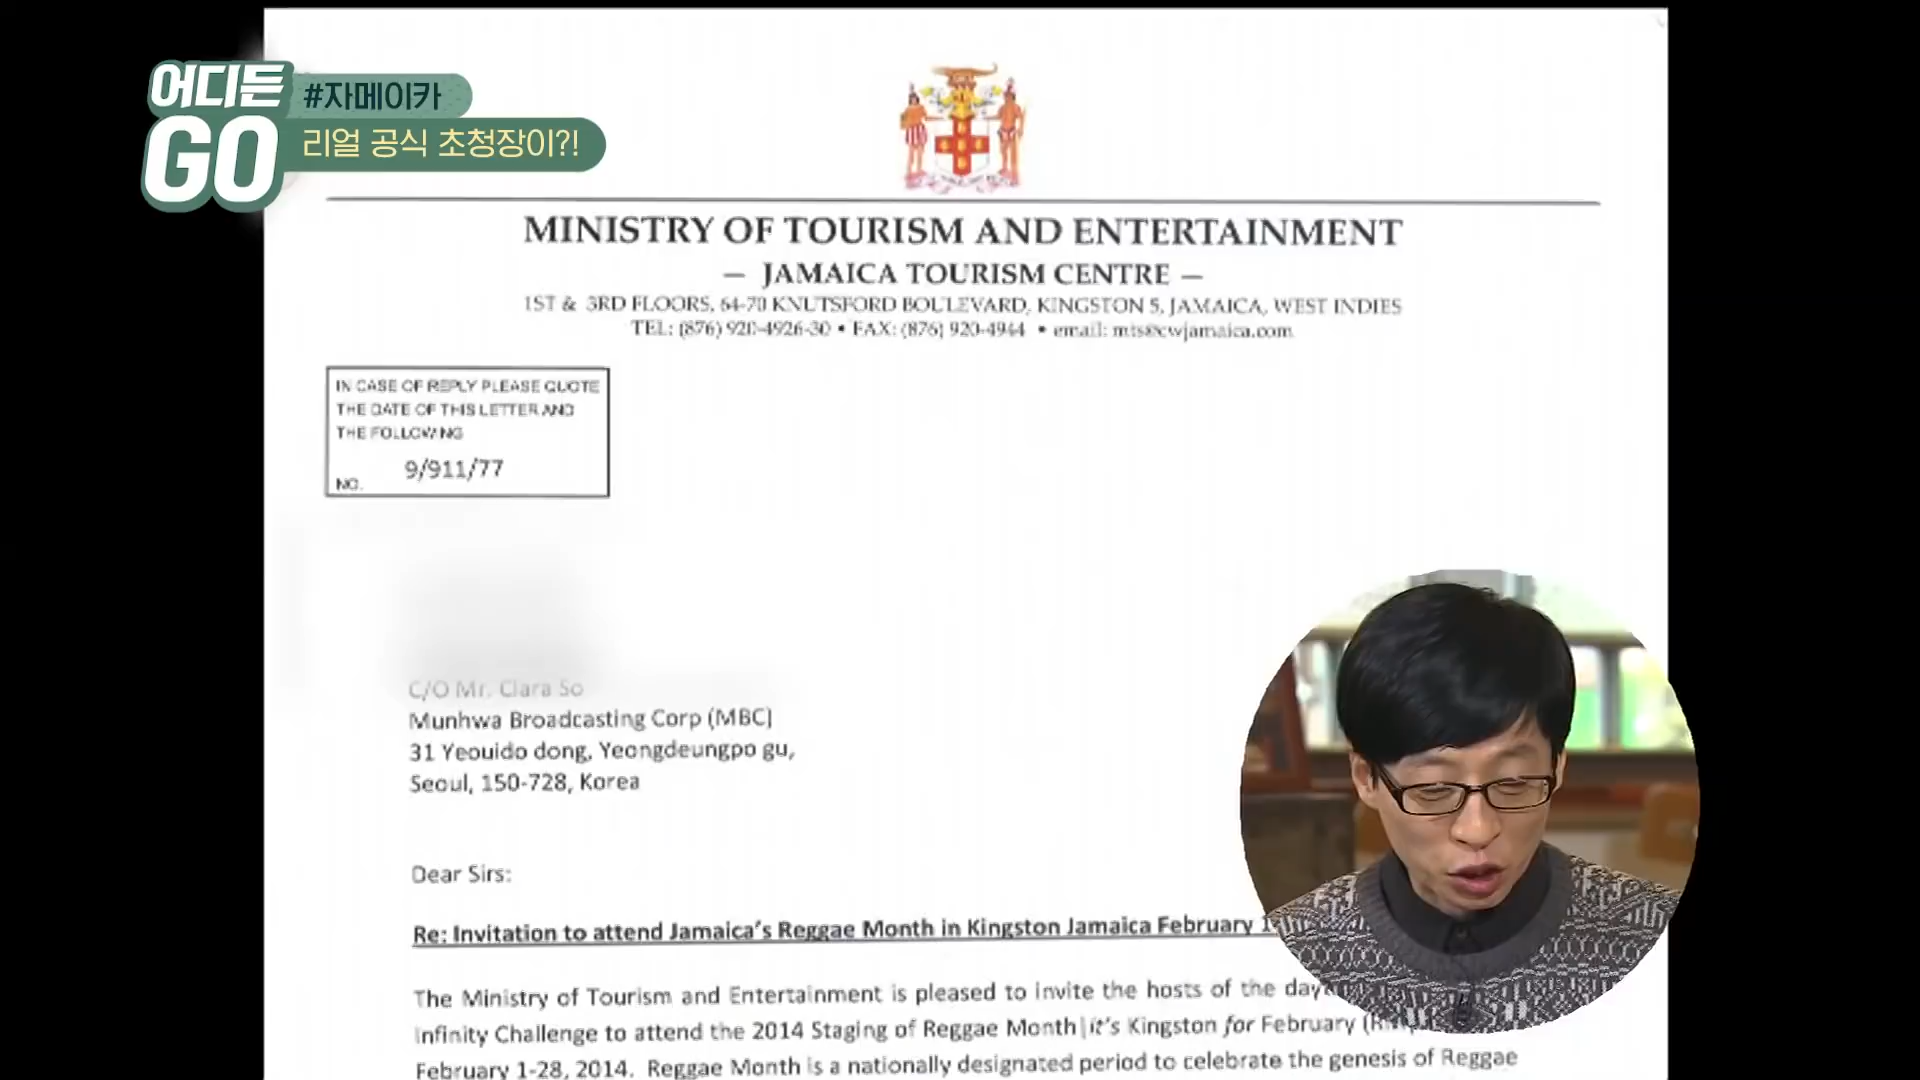 어디든
GO
#자메이카
리얼 공식 초청장이?!
MINISTRY OF TOURISM AND ENTERTAINMENT
— JAMAICA TOURISM CENTRE —
1ST & 3RD FLOORS, 64-70 KNUTSFORD BOULEVARD, KINGSTON 5, JAMAICA, WEST INDIES
TEL: (876) 920-4926-30 • FAX: (876) 920-4944 • email: mts@cwjamaica.com
IN CASE OF REPLY PLEASE QUOTE
THE DATE OF THIS LETTER AND
THE FOLLOWING
NO. 9/911/77
C/O Mr. Clara So
Munhwa Broadcasting Corp (MBC)
31 Yeouido dong, Yeongdeungpo gu,
Seoul, 150-728, Korea
Dear Sirs:
Re: Invitation to attend Jamaica's Reggae Month in Kingston Jamaica February
The Ministry of Tourism and Entertainment is pleased to invite the hosts of the
Infinity Challenge to attend the 2014 Staging of Reggae Month|it's Kingston for February
February 1-28, 2014. Reggae Month is a nationally designated period to celebrate the genesis of Reggae